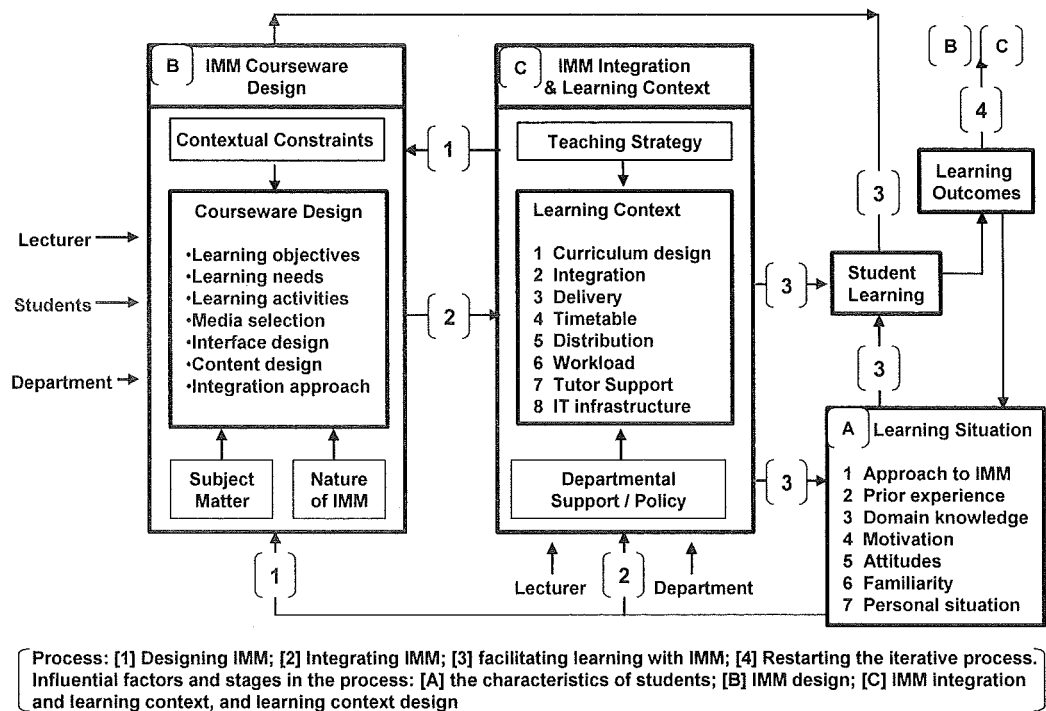 B
IMM Courseware
Design
C
IMM Integration
& Learning Context
B
C
4
Contextual Constraints
1
Teaching Strategy
Learning
Outcomes
3
Courseware Design
•Learning objectives
•Learning needs
•Learning activities
•Media selection
•Interface design
•Content design
•Integration approach
Lecturer
Students
Department
2
Learning Context
1 Curriculum design
2 Integration
3 Delivery
4 Timetable
5 Distribution
6 Workload
7 Tutor Support
8 IT infrastructure
3
Student
Learning
3
Subject
Matter
Nature
of IMM
Departmental
Support / Policy
3
A
Learning Situation
1 Approach to IMM
2 Prior experience
3 Domain knowledge
4 Motivation
5 Attitudes
6 Familiarity
7 Personal situation
1
Lecturer
2
Department
Process: [1] Designing IMM; [2] Integrating IMM; [3] facilitating learning with IMM; [4] Restarting the iterative process.
Influential factors and stages in the process: [A] the characteristics of students; [B] IMM design; [C] IMM integration
and learning context, and learning context design